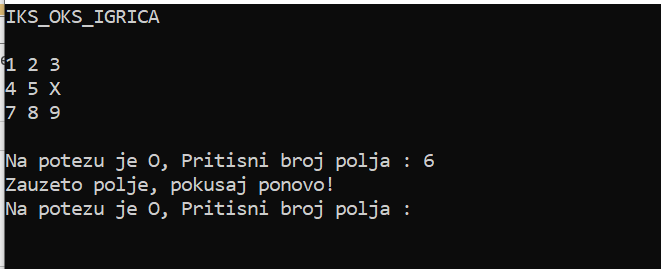 IKS_OKS_IGRICA
1 2 3
4 5 X
7 8 9
Na potezu je O, Pritisni broj polja : 6
Zauzeto polje, pokusaj ponovo!
Na potezu je O, Pritisni broj polja :